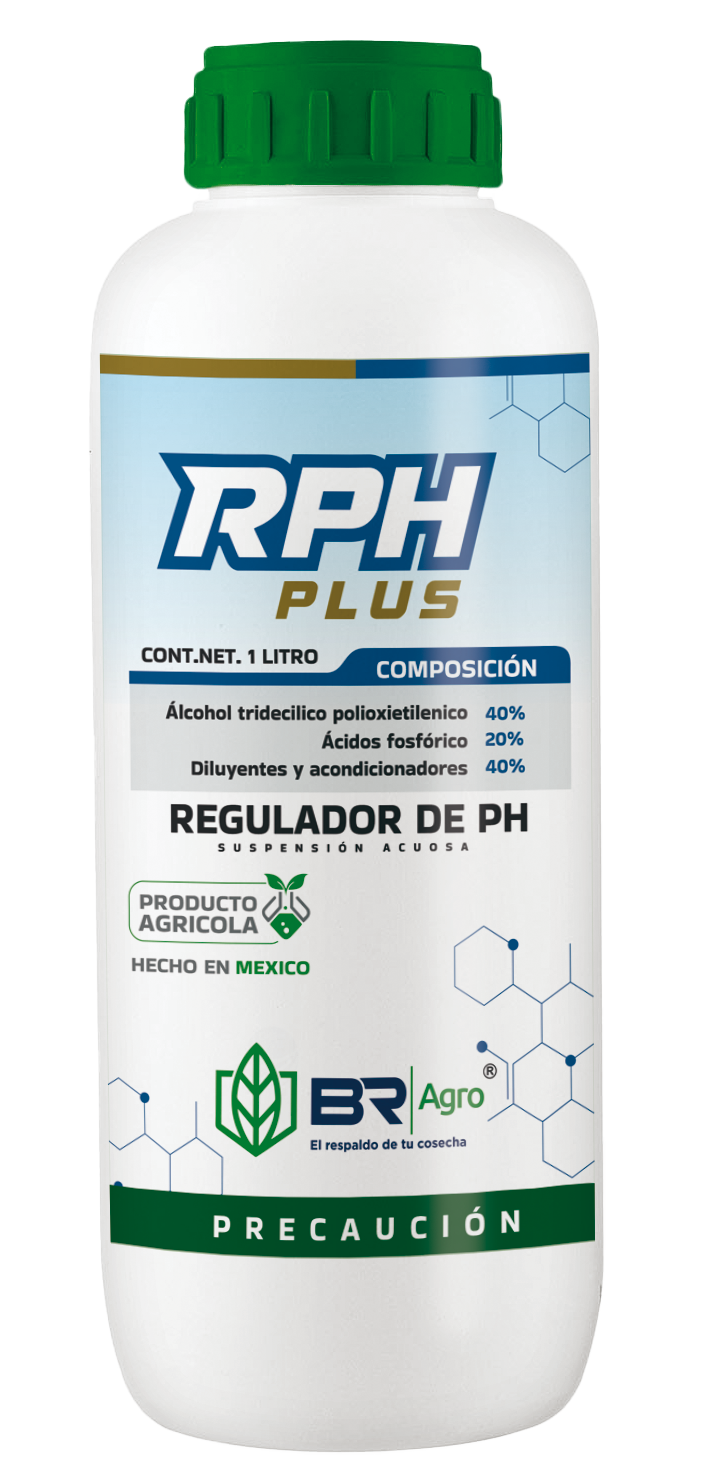 RPH
PLUS
CONT.NET. 1 LITRO
COMPOSICIÓN
Álcohol tridecilico polioxietilenico 40%
Ácidos fosfórico 20%
Diluyentes y acondicionadores 40%
REGULADOR DE PH
SUSPENSIÓN ACUOSA
PRODUCTO
AGRICOLA
HECHO EN MEXICO
BR Agro ®
El respaldo de tu cosecha
PRECAUCIÓN